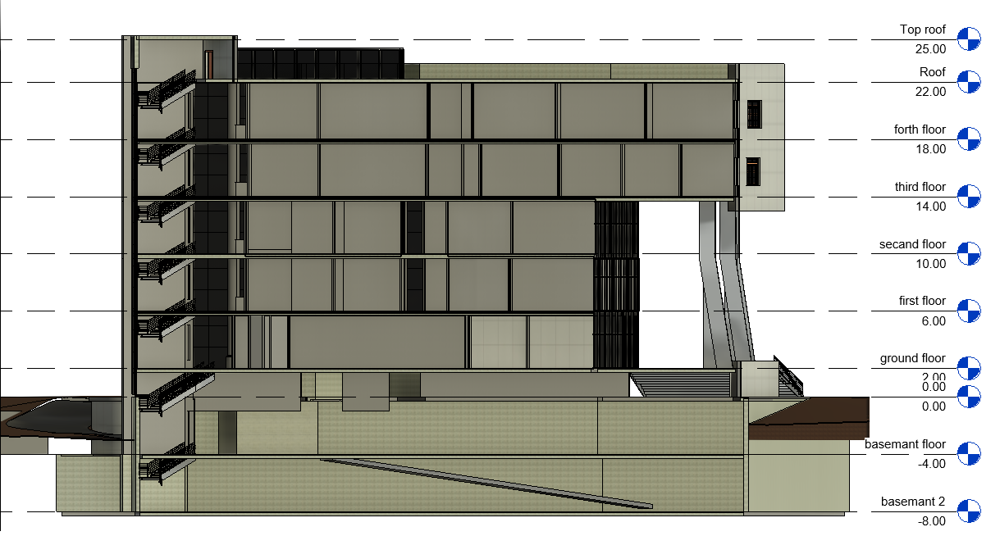 Top roof
25.00
Roof
22.00
forth floor
18.00
third floor
14.00
secand floor
10.00
first floor
6.00
ground floor
2.00
0.00
0.00
basemant floor
-4.00
basemant 2
-8.00